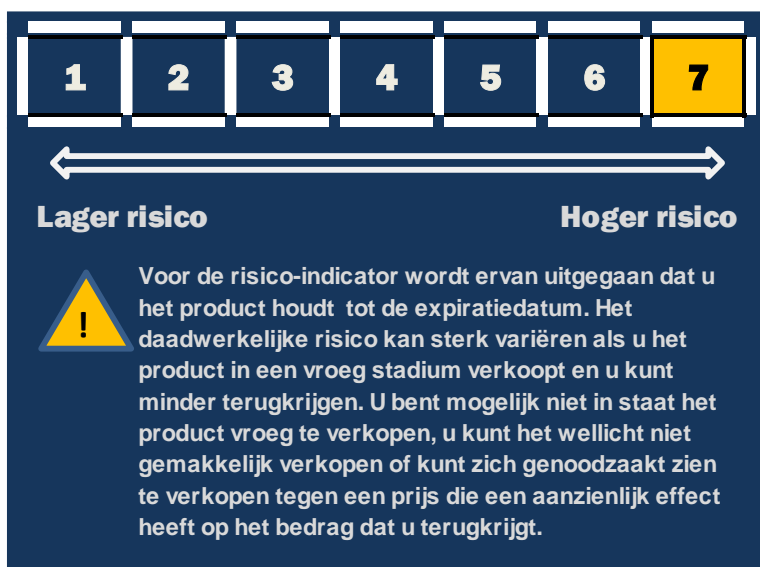 1 2 3 4 5 6 7
Lager risico Hoger risico
!
Voor de risico-indicator wordt ervan uitgegaan dat u
het product houdt tot de expiratiedatum. Het
daadwerkelijke risico kan sterk variëren als u het
product in een vroeg stadium verkoopt en u kunt
minder terugkrijgen. U bent mogelijk niet in staat het
product vroeg te verkopen, u kunt het wellicht niet
gemakkelijk verkopen of kunt zich genoodzaakt zien
te verkopen tegen een prijs die een aanzienlijk effect
heeft op het bedrag dat u terugkrijgt.